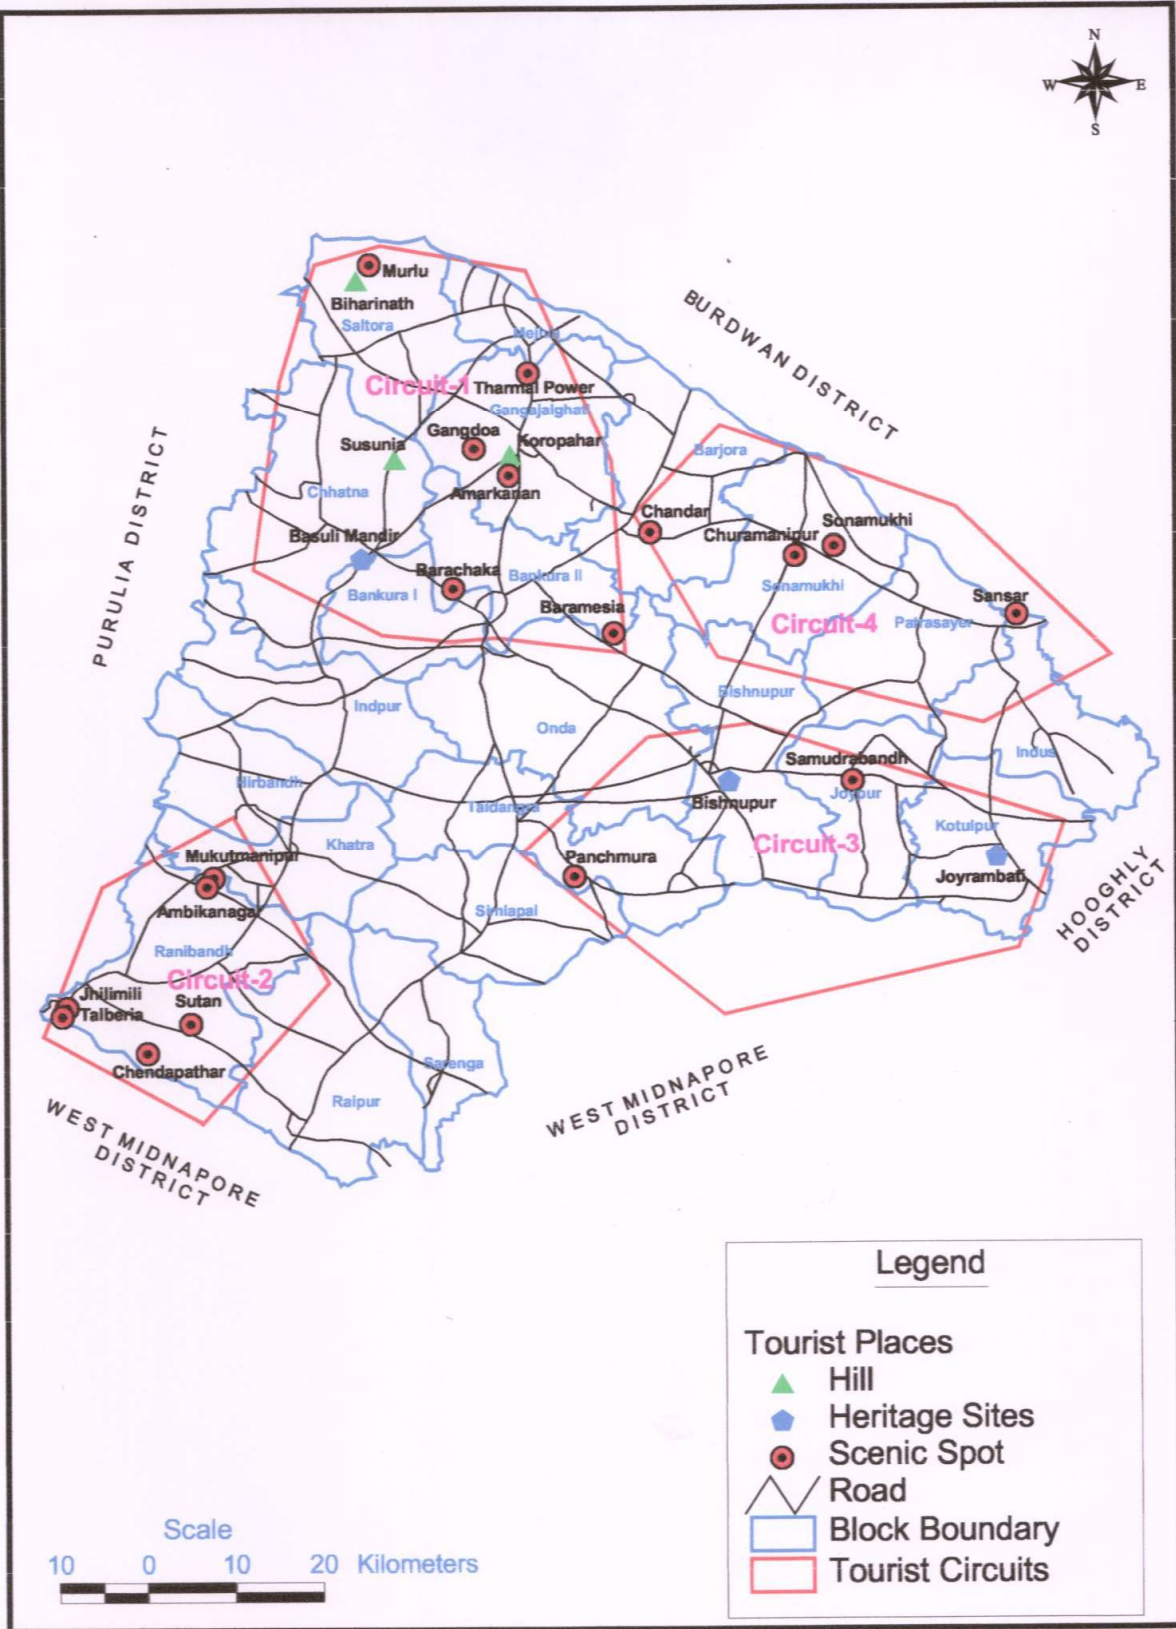 N
W E
S
Murlu
Biharinath
Saltora
Mejhia
BURDWAN DISTRICT
Circuit-1
Tharmal Power
Gangajalghati
Gangdoa
Koropahar
Susunia
Barjora
PURULIA DISTRICT
Chhatna
Amarkanan
Chandar
Sonamukhi
Basuli Mandir
Churamanipur
Barachaka
Bankura II
Sonamukhi
Bankura I
Baramesia
Sansar
Circuit-4
Patrasayer
Bishnupur
Indpur
Onda
Indus
Samudrabandh
Hirbandh
Joypur
Taldangra
Bishnupur
Kotulpur
Khatra
Circuit-3
Mukutmanipur
Panchmura
Joyrambati
Ambikanagar
Simlapal
HOOGHLY
DISTRICT
Ranibandh
Circuit-2
Jhilimili
Sutan
Talberia
Chendapathar
Sarenga
Raipur
WEST MIDNAPORE
DISTRICT
WEST MIDNAPORE
DISTRICT
Legend
Tourist Places
Hill
Heritage Sites
Scenic Spot
Road
Block Boundary
Tourist Circuits
Scale
10 0 10 20 Kilometers